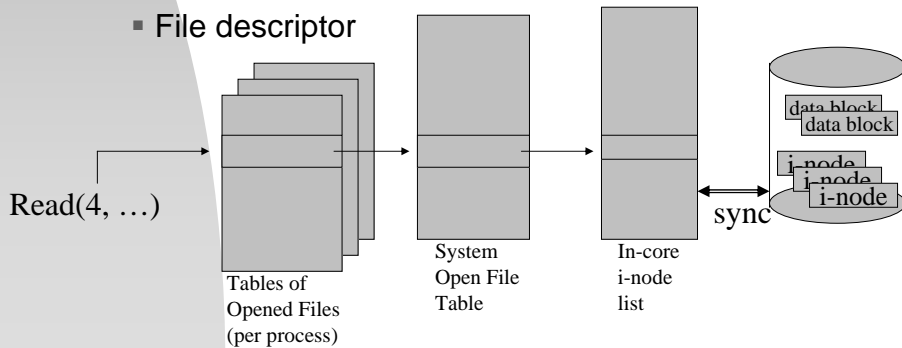 ▪ File descriptor
Read(4, …)
Tables of
Opened Files
(per process)
System
Open File
Table
In-core
i-node
list
sync
data block
data block
i-node
i-node
i-node